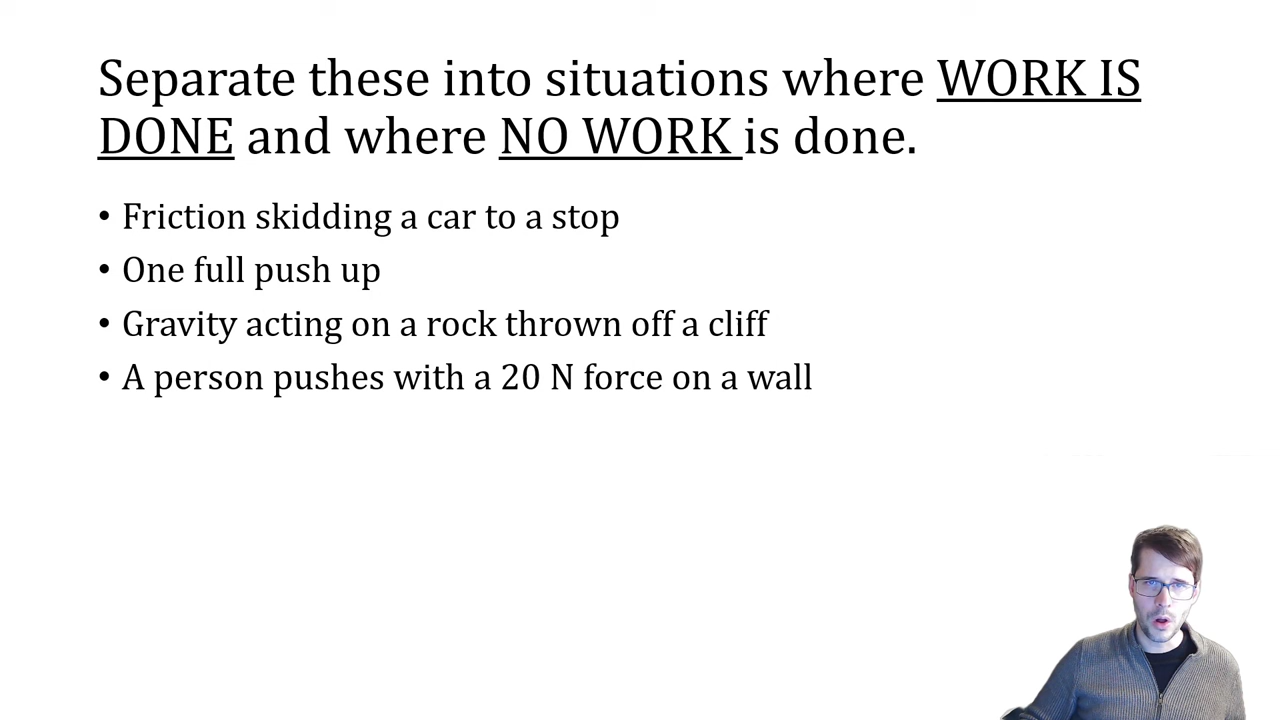 Separate these into situations where WORK IS
DONE and where NO WORK is done.
• Friction skidding a car to a stop
• One full push up
• Gravity acting on a rock thrown off a cliff
• A person pushes with a 20 N force on a wall